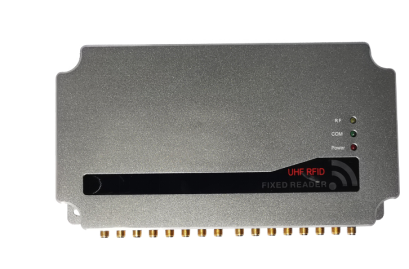 RF
COM
Power
UHF RFID
FIXED READER